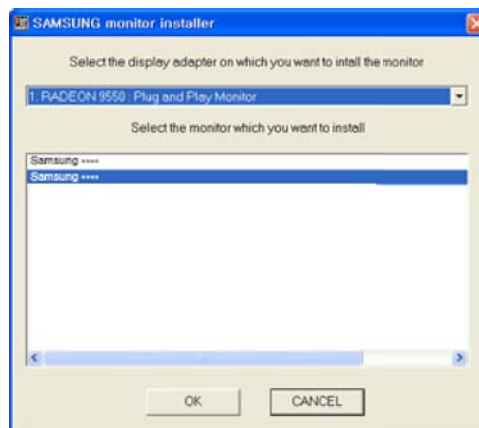 SAMSUNG monitor installer
Select the display adapter on which you want to intall the monitor
1. RADEON 9550 : Plug and Play Monitor
Select the monitor which you want to install
Samsung ****
Samsung ****
OK
CANCEL